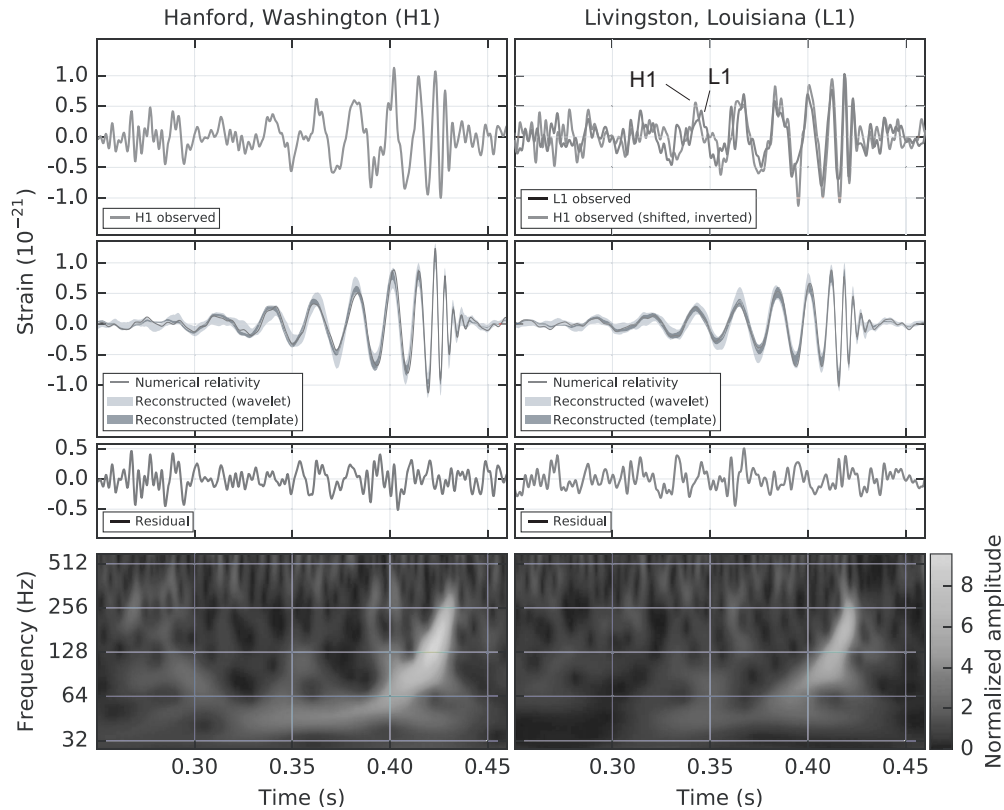 Hanford, Washington (H1)
Livingston, Louisiana (L1)
Strain (10⁻²¹)
1.0
0.5
0.0
-0.5
-1.0
H1 observed
H1
L1
L1 observed
H1 observed (shifted, inverted)
1.0
0.5
0.0
-0.5
-1.0
Numerical relativity
Reconstructed (wavelet)
Reconstructed (template)
Numerical relativity
Reconstructed (wavelet)
Reconstructed (template)
0.5
0.0
-0.5
Residual
Residual
Frequency (Hz)
512
256
128
64
32
0.30
0.35
0.40
0.45
Time (s)
0.30
0.35
0.40
0.45
Time (s)
8
6
4
2
0
Normalized amplitude